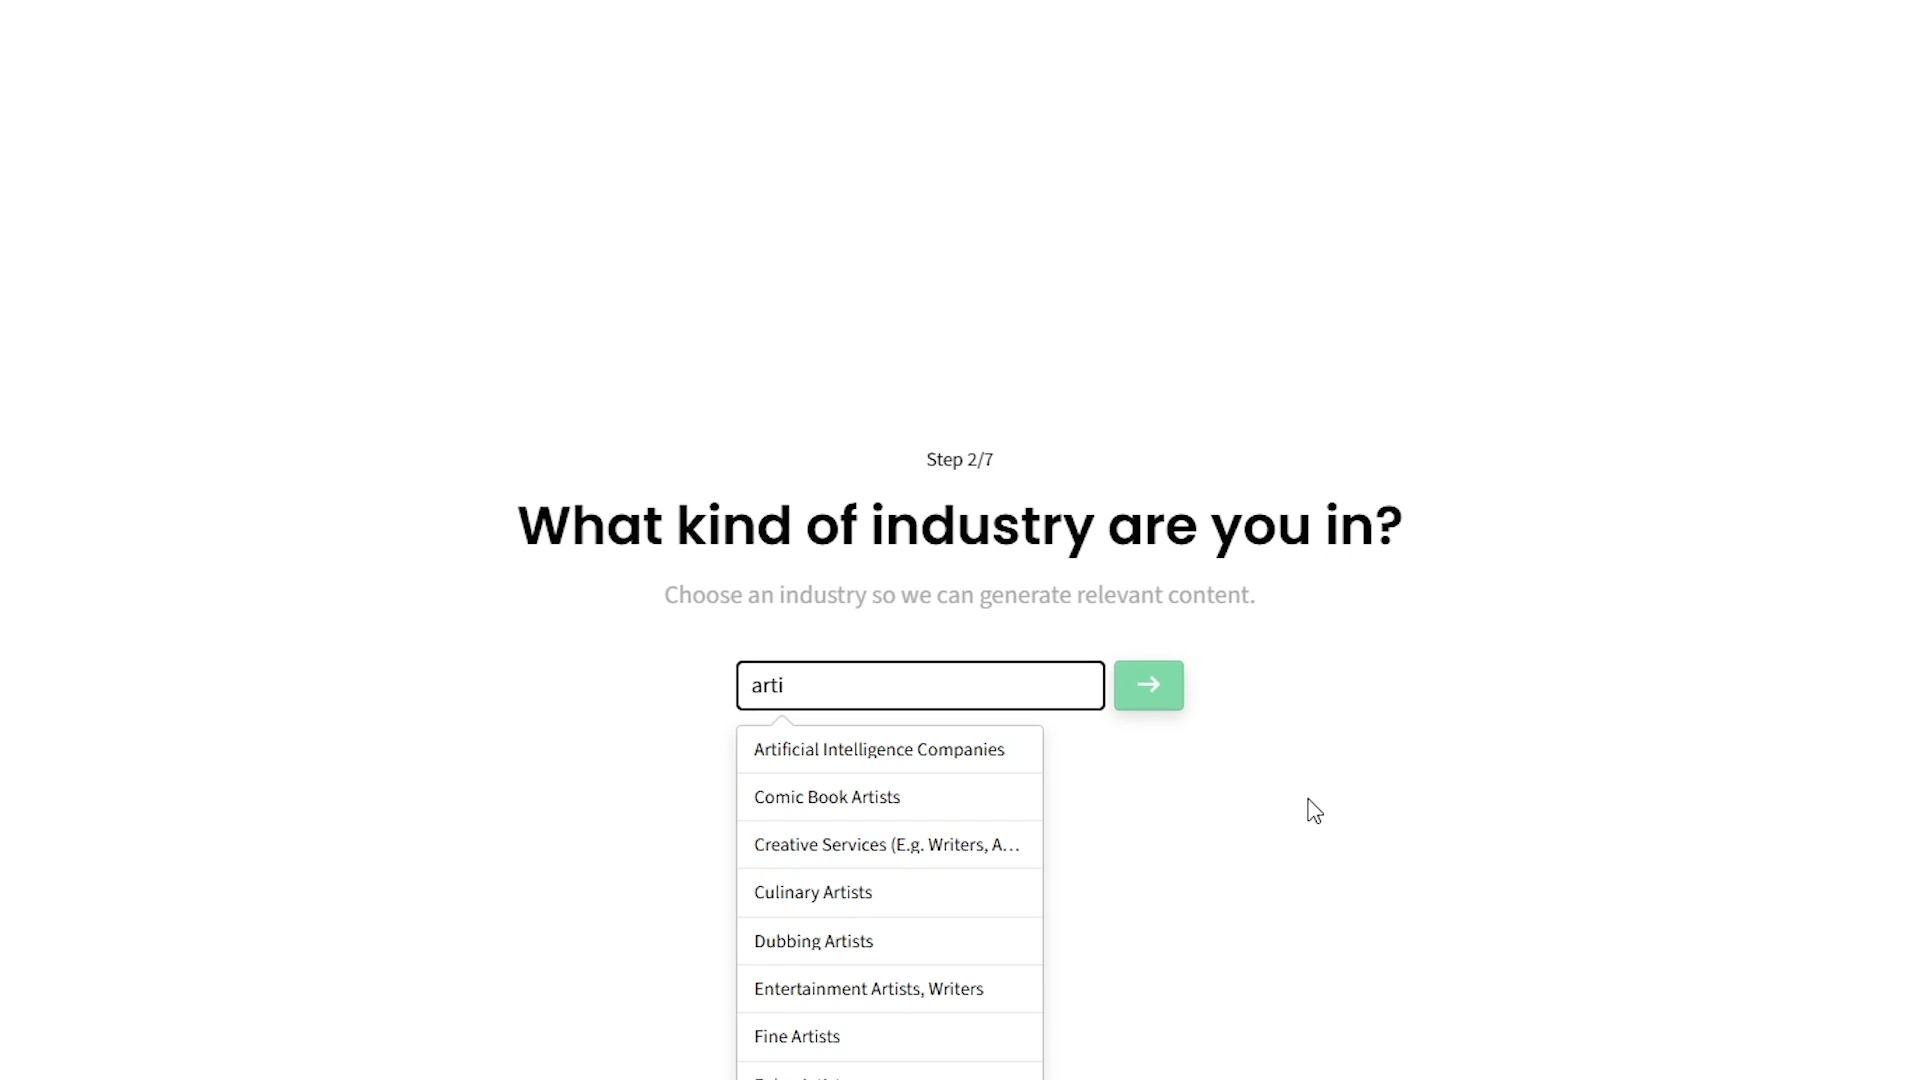 Step 2/7
What kind of industry are you in?
Choose an industry so we can generate relevant content.
arti
Artificial Intelligence Companies
Comic Book Artists
Creative Services (E.g. Writers, A...
Culinary Artists
Dubbing Artists
Entertainment Artists, Writers
Fine Artists